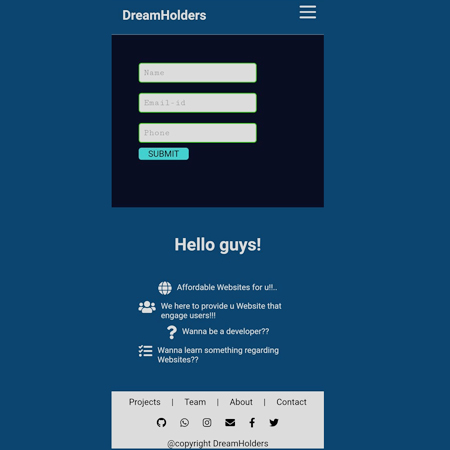 DreamHolders
Name
Email-id
Phone
SUBMIT
Hello guys!
Affordable Websites for u!!..
We here to provide u Website that
engage users!!!
Wanna be a developer??
Wanna learn something regarding
Websites??
Projects | Team | About | Contact
@copyright DreamHolders